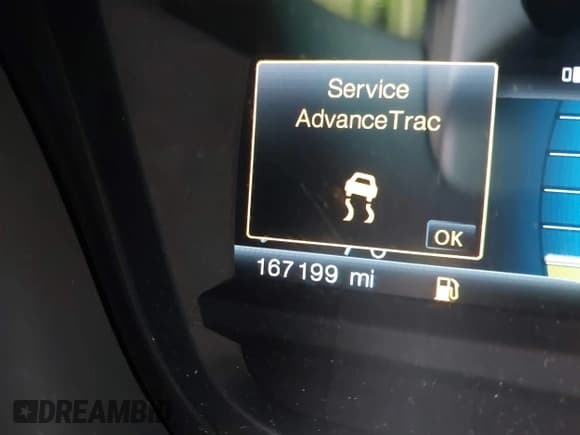 Service
AdvanceTrac
OK
167199 mi
DREAMBID